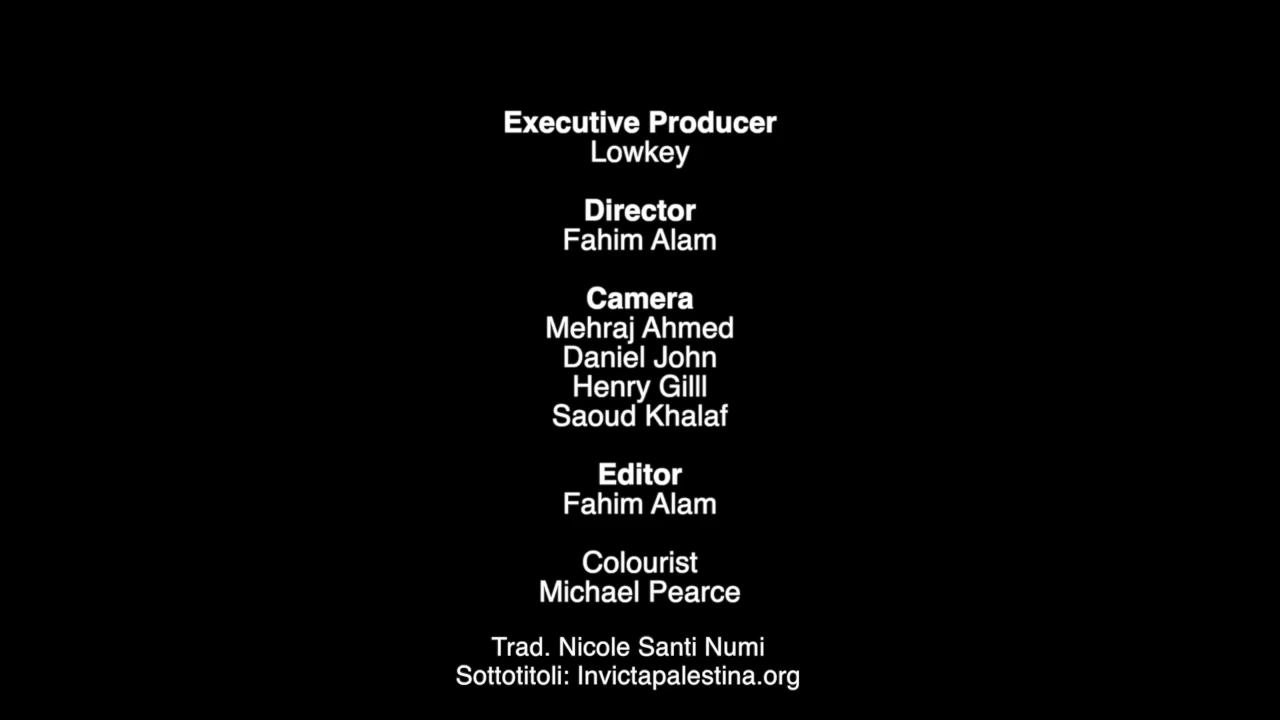 Executive Producer
Lowkey
Director
Fahim Alam
Camera
Mehraj Ahmed
Daniel John
Henry Gilll
Saoud Khalaf
Editor
Fahim Alam
Colourist
Michael Pearce
Trad. Nicole Santi Numi
Sottotitoli: Invictapalestina.org